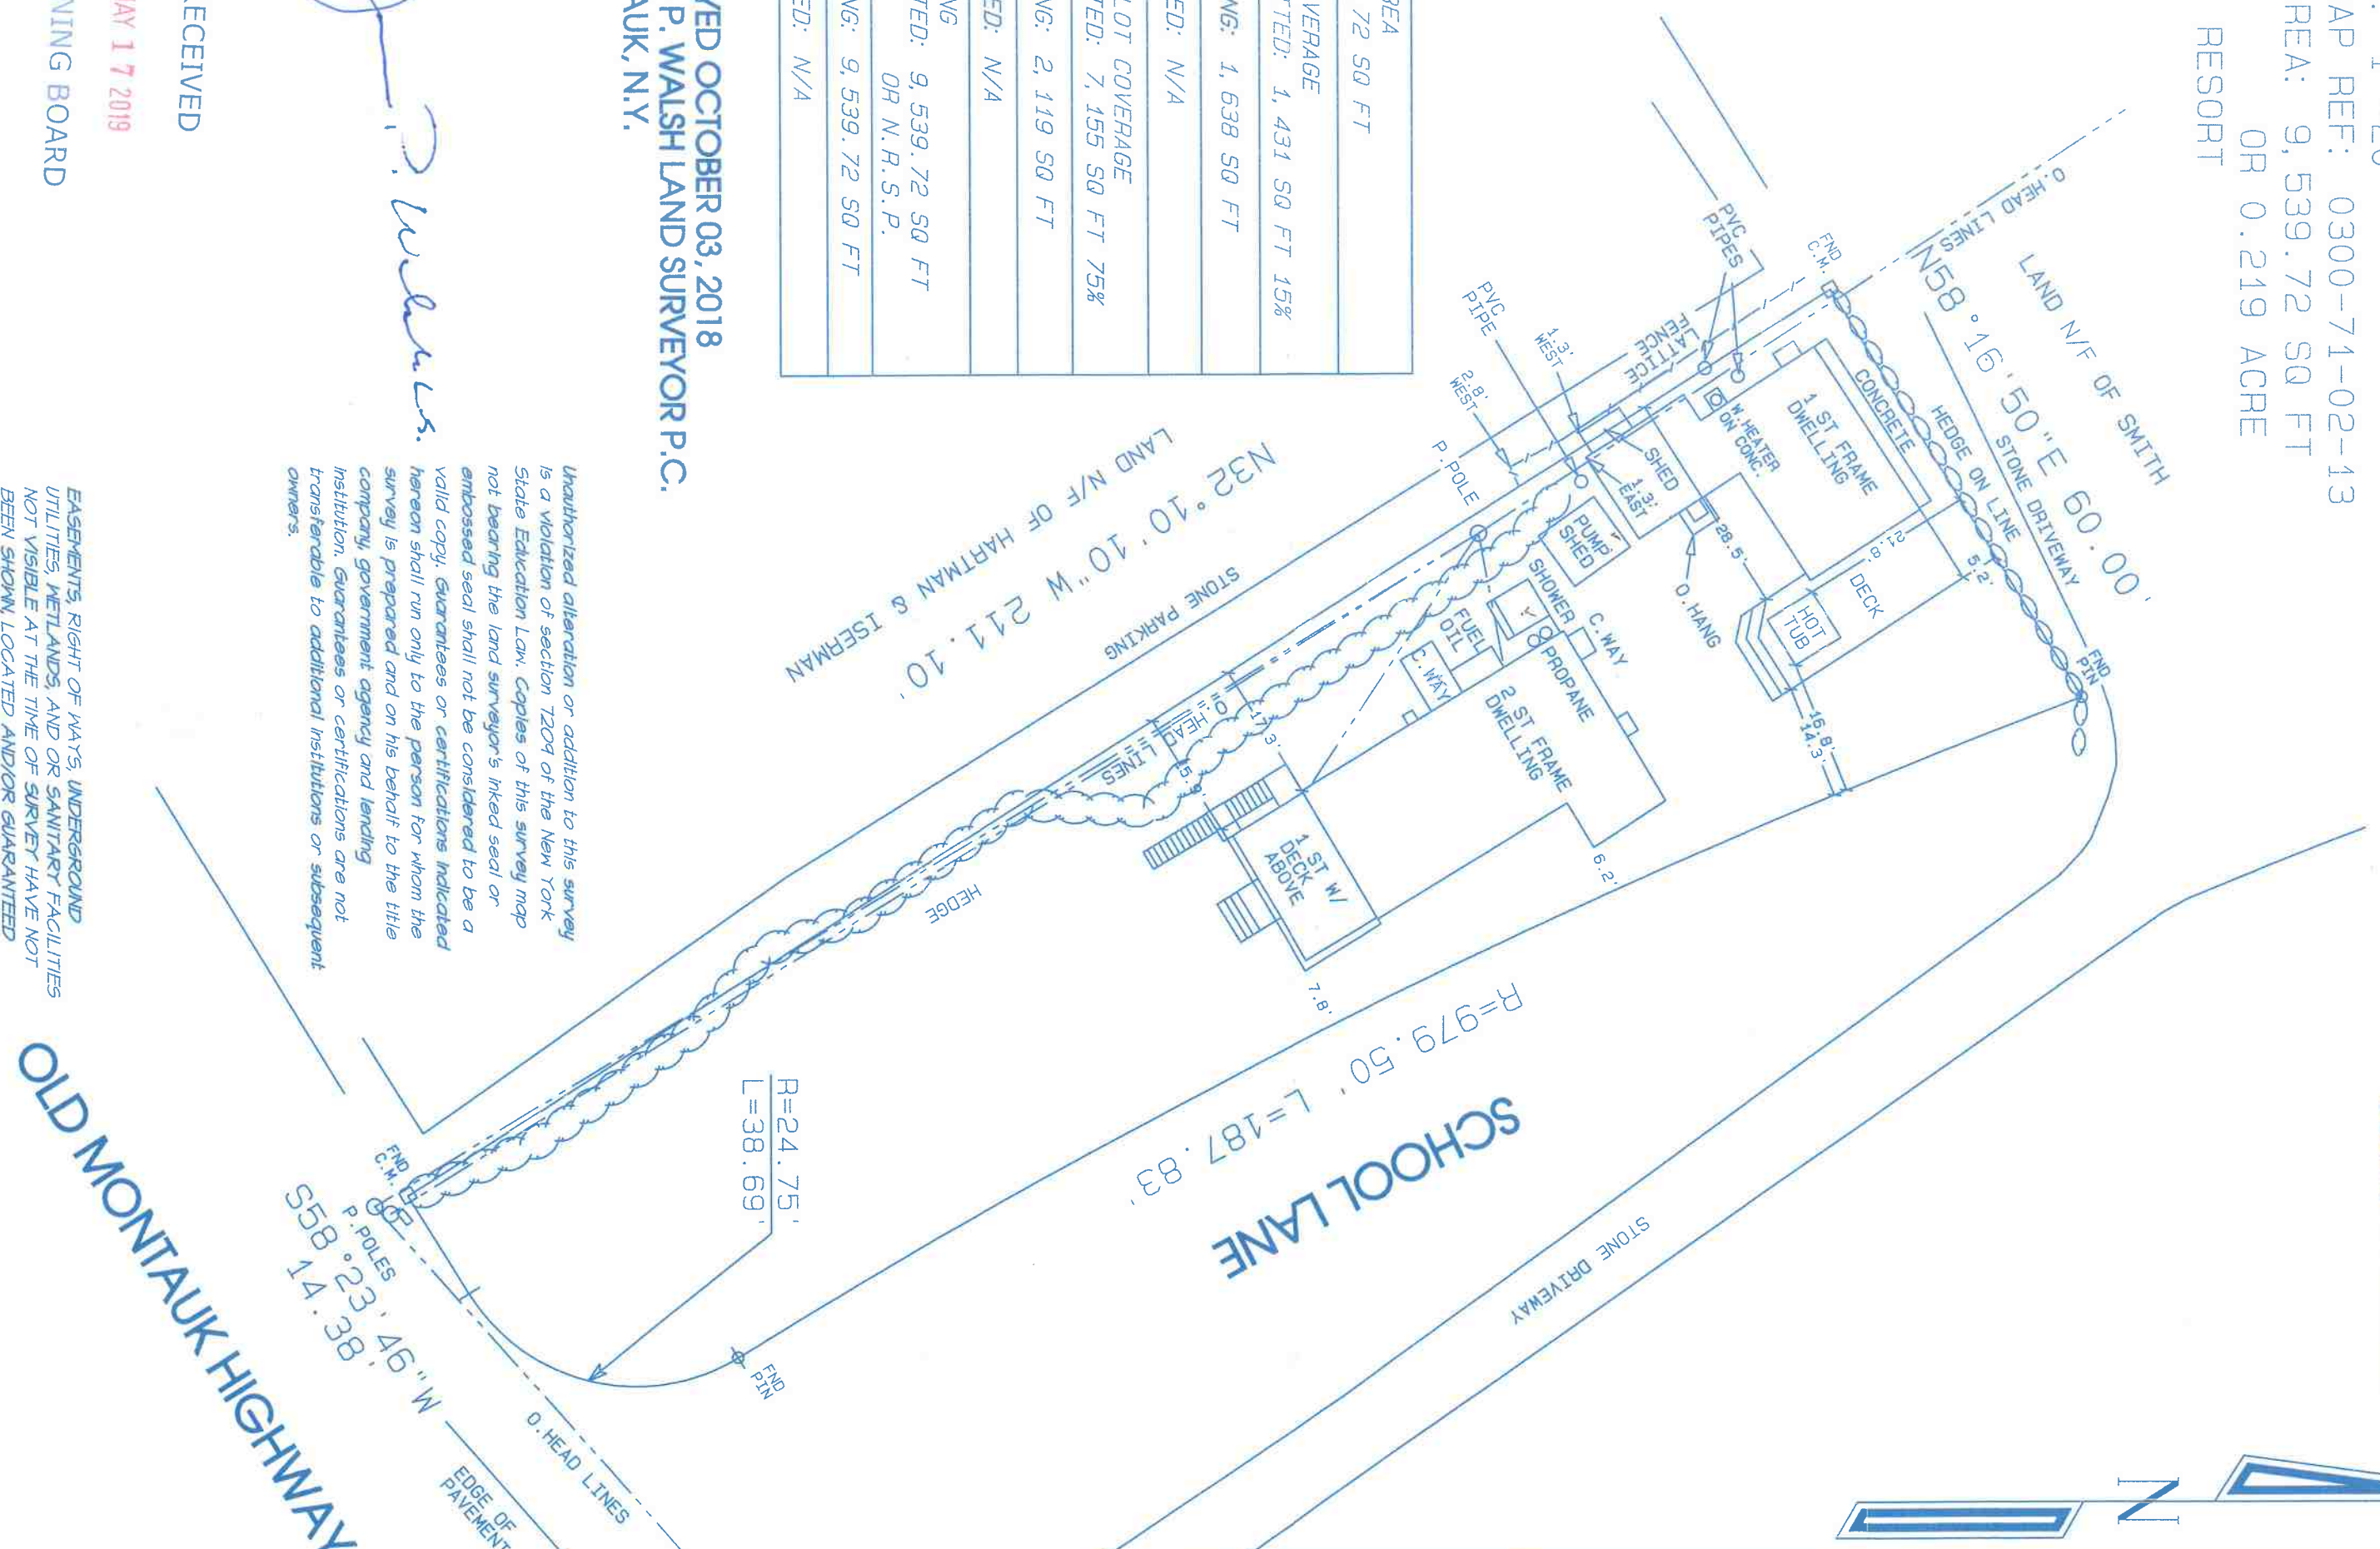 AP REF: 0300-71-02-13
REA: 9,539.72 SQ FT
OR 0.219 ACRE
RESORT
REA
72 SQ FT
VERAGE
TTED: 1,431 SQ FT 15%
NG: 1,638 SQ FT
ED: N/A
LOT COVERAGE
TED: 7,155 SQ FT 75%
NG: 2,119 SQ FT
ED: N/A
NG
TED: 9,539.72 SQ FT
OR N.R.S.P.
NG: 9,539.72 SQ FT
ED: N/A
YED OCTOBER 03, 2018
P. WALSH LAND SURVEYOR P.C.
AUK, N.Y.
P. Walsh L.S.
ECEIVED
MAY 17 2019
NING BOARD
Unauthorized alteration or addition to this survey
is a violation of section 7209 of the New York
State Education Law. Copies of this survey map
not bearing the land surveyor's inked seal or
embossed seal shall not be considered to be a
valid copy. Guarantees or certifications indicated
hereon shall run only to the person for whom the
survey is prepared and on his behalf to the title
company, government agency and lending
institution. Guarantees or certifications are not
transferable to additional institutions or subsequent
owners.
EASEMENTS, RIGHT OF WAYS, UNDERGROUND
UTILITIES, WETLANDS, AND OR SANITARY FACILITIES
NOT VISIBLE AT THE TIME OF SURVEY HAVE NOT
BEEN SHOWN, LOCATED AND/OR GUARANTEED
O.HEAD LINES
LAND N/F OF SMITH
N58°16'50"E 60.00'
STONE DRIVEWAY
HEDGE ON LINE
CONCRETE
FND
C.M.
FND
PIN
PVC
PIPES
LATTICE
FENCE
1 ST FRAME
DWELLING
W.HEATER
ON CONC.
21.8'
5.2'
DECK
HOT
TUB
28.5'
16.8'
14.3'
O.HANG
SHED
1.3'
EAST
1.3'
WEST
2.8'
WEST
PVC
PIPE
P.POLE
PUMP
SHED
SHOWER
C.WAY
FUEL
OIL
PROPANE
C.WAY
2 ST FRAME
DWELLING
6.2'
17.3'
15.9'
1 ST W/
DECK
ABOVE
7.8'
O.HEAD LINES
STONE PARKING
N32°10'10"W 211.10'
LAND N/F OF HARTMAN & ISERMAN
HEDGE
R=979.50' L=187.83'
SCHOOL LANE
STONE DRIVEWAY
R=24.75'
L=38.69'
FND
PIN
FND
C.M.
P.POLES
S58°23'46"W
14.38'
O.HEAD LINES
EDGE OF
PAVEMENT
OLD MONTAUK HIGHWAY
N